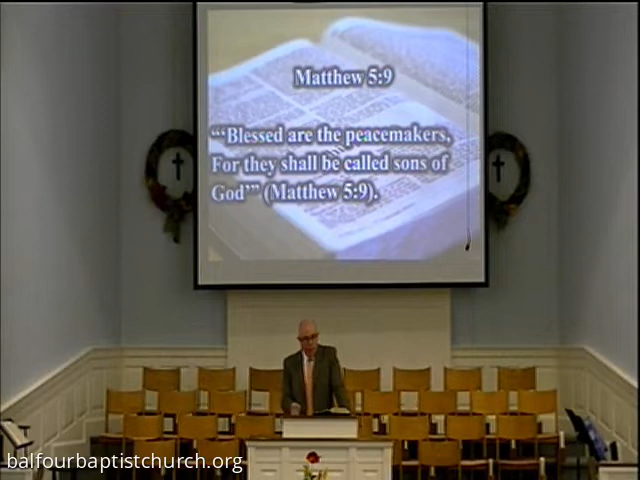 Matthew 5:9
"‘Blessed are the peacemakers,
For they shall be called sons of
God’" (Matthew 5:9).
balfourbaptistchurch.org